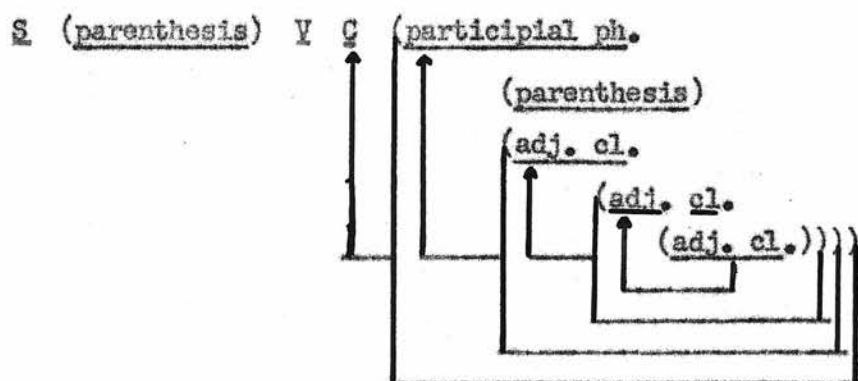 S (parenthesis) V C (participial ph.
(parenthesis)
(adj. cl.
(adj. cl.
(adj. cl.))))